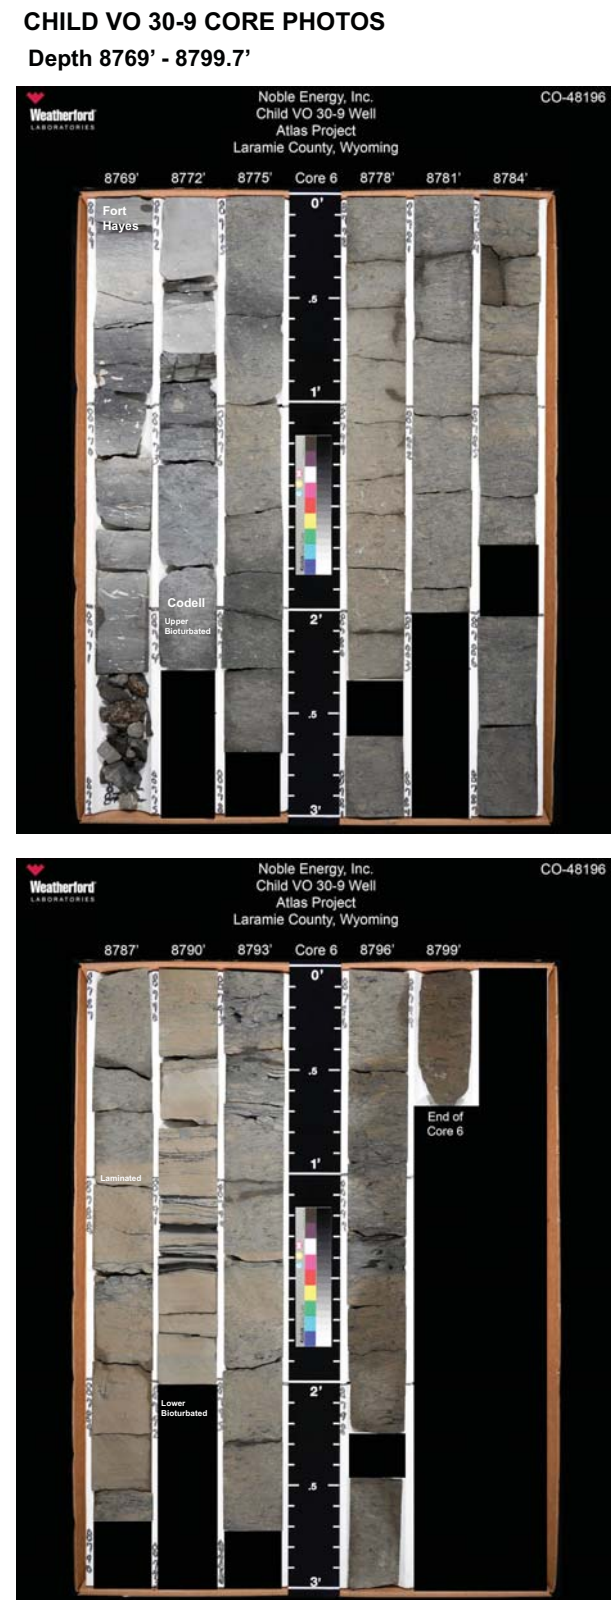 CHILD VO 30-9 CORE PHOTOS
Depth 8769’ - 8799.7’
Weatherford
LABORATORIES
Noble Energy, Inc.
Child VO 30-9 Well
Atlas Project
Laramie County, Wyoming
CO-48196
8769' 8772' 8775' Core 6 8778' 8781' 8784'
Fort
Hayes
0'
.5
1'
Codell
Upper
Bioturbated
2'
.5
3'
Weatherford
LABORATORIES
Noble Energy, Inc.
Child VO 30-9 Well
Atlas Project
Laramie County, Wyoming
CO-48196
8787' 8790' 8793' Core 6 8796' 8799'
0'
.5
End of
Core 6
1'
Laminated
2'
Lower
Bioturbated
.5
3'